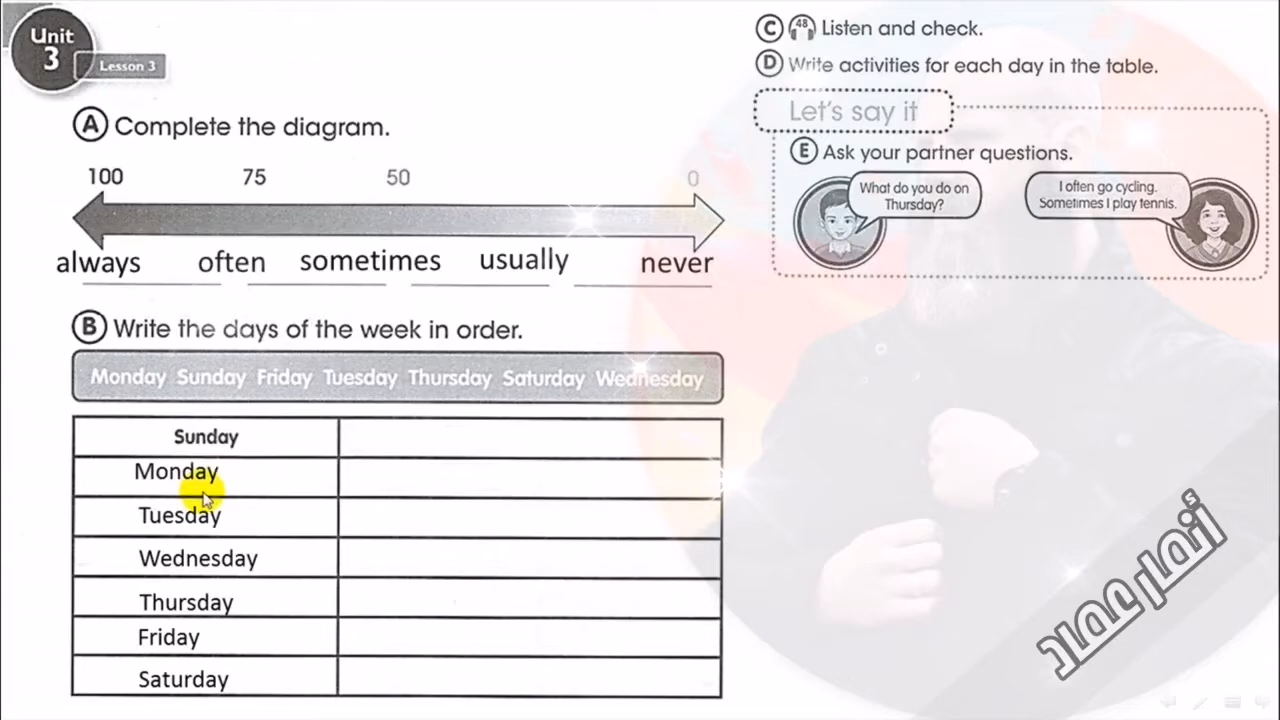 Unit
3
Lesson 3
A Complete the diagram.
100 75 50 0
always often sometimes usually never
B Write the days of the week in order.
Monday Sunday Friday Tuesday Thursday Saturday Wednesday
Sunday
Monday
Tuesday
Wednesday
Thursday
Friday
Saturday
C 48 Listen and check.
D Write activities for each day in the table.
Let's say it
E Ask your partner questions.
What do you do on
Thursday?
I often go cycling.
Sometimes I play tennis.
أنمار عماد